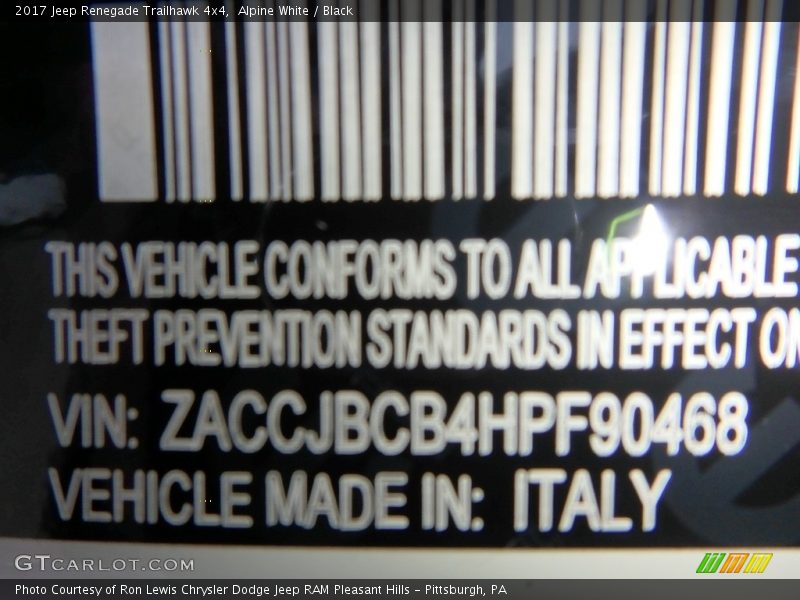 2017 Jeep Renegade Trailhawk 4x4, Alpine White / Black
THIS VEHICLE CONFORMS TO ALL APPLICABLE
THEFT PREVENTION STANDARDS IN EFFECT ON
VIN: ZACCJBCB4HPF90468
VEHICLE MADE IN: ITALY
GTCARLOT.COM
Photo Courtesy of Ron Lewis Chrysler Dodge Jeep RAM Pleasant Hills - Pittsburgh, PA